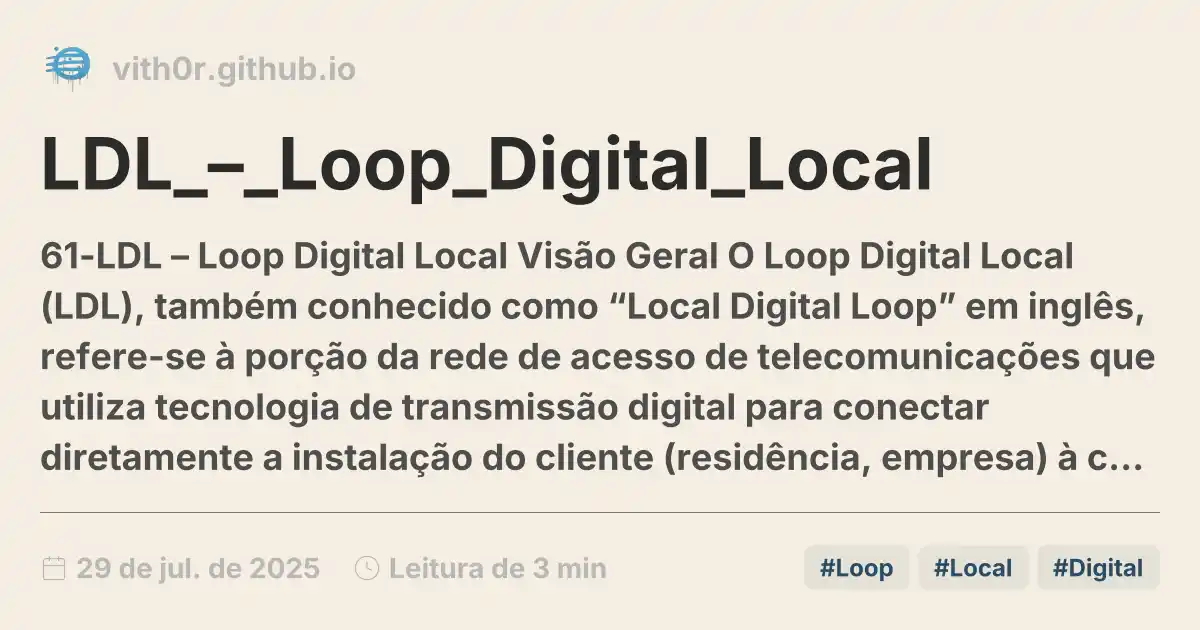 vith0r.github.io
LDL_–_Loop_Digital_Local
61-LDL – Loop Digital Local Visão Geral O Loop Digital Local
(LDL), também conhecido como “Local Digital Loop” em inglês,
refere-se à porção da rede de acesso de telecomunicações que
utiliza tecnologia de transmissão digital para conectar
diretamente a instalação do cliente (residência, empresa) à c...
29 de jul. de 2025 Leitura de 3 min #Loop #Local #Digital